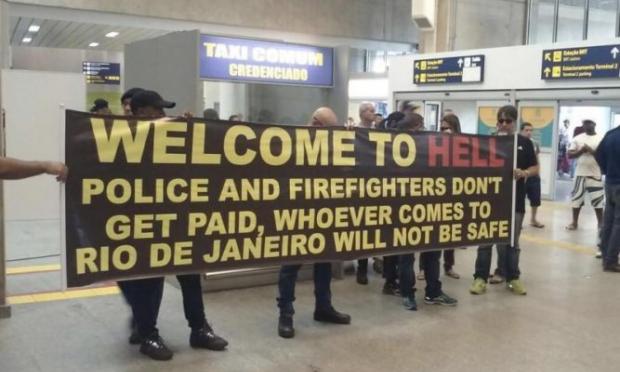 TAXI COMUM
CREDENCIADO
WELCOME TO HELL
POLICE AND FIREFIGHTERS DON'T
GET PAID, WHOEVER COMES TO
RIO DE JANEIRO WILL NOT BE SAFE